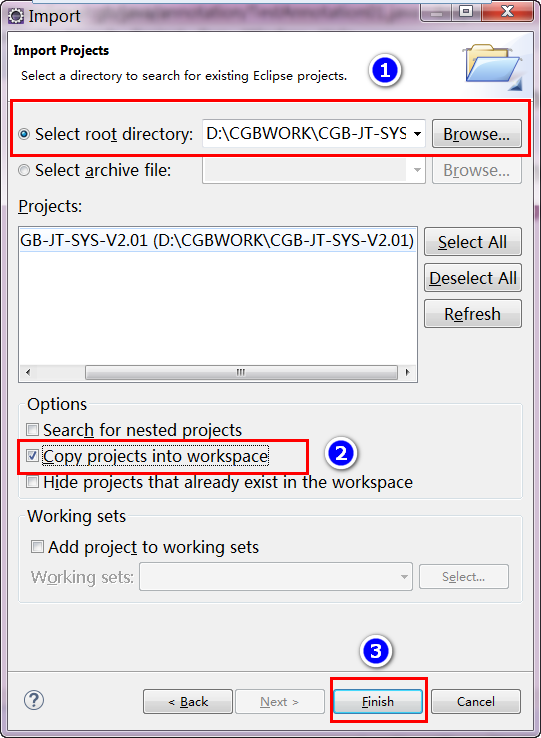 Import
Import Projects
Select a directory to search for existing Eclipse projects.
1
Select root directory:
D:\CGBWORK\CGB-JT-SYS
Browse...
Select archive file:
Browse...
Projects:
GB-JT-SYS-V2.01 (D:\CGBWORK\CGB-JT-SYS-V2.01)
Select All
Deselect All
Refresh
Options
Search for nested projects
Copy projects into workspace
2
Hide projects that already exist in the workspace
Working sets
Add project to working sets
Working sets:
Select...
3
?
< Back
Next >
Finish
Cancel